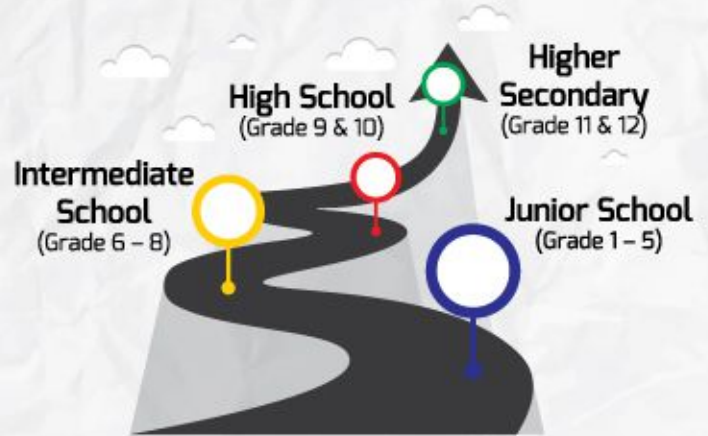 Higher
Secondary
(Grade 11 & 12)
High School
(Grade 9 & 10)
Intermediate
School
(Grade 6 – 8)
Junior School
(Grade 1 – 5)